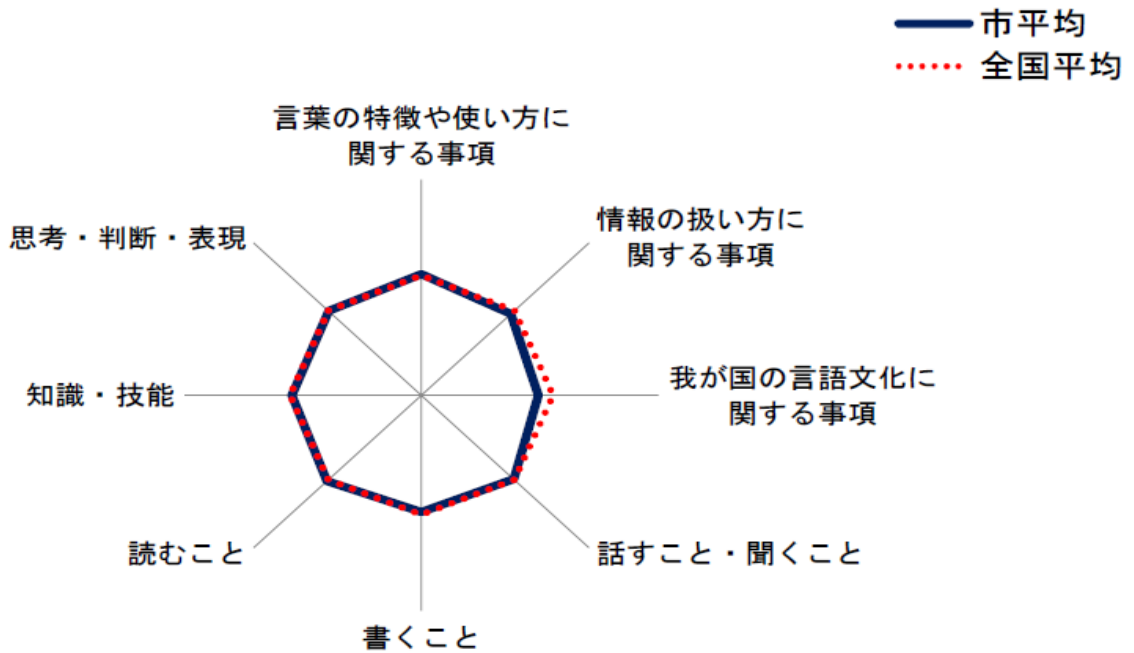 市平均
全国平均
言葉の特徴や使い方に
関する事項
情報の扱い方に
関する事項
我が国の言語文化に
関する事項
話すこと・聞くこと
書くこと
読むこと
知識・技能
思考・判断・表現